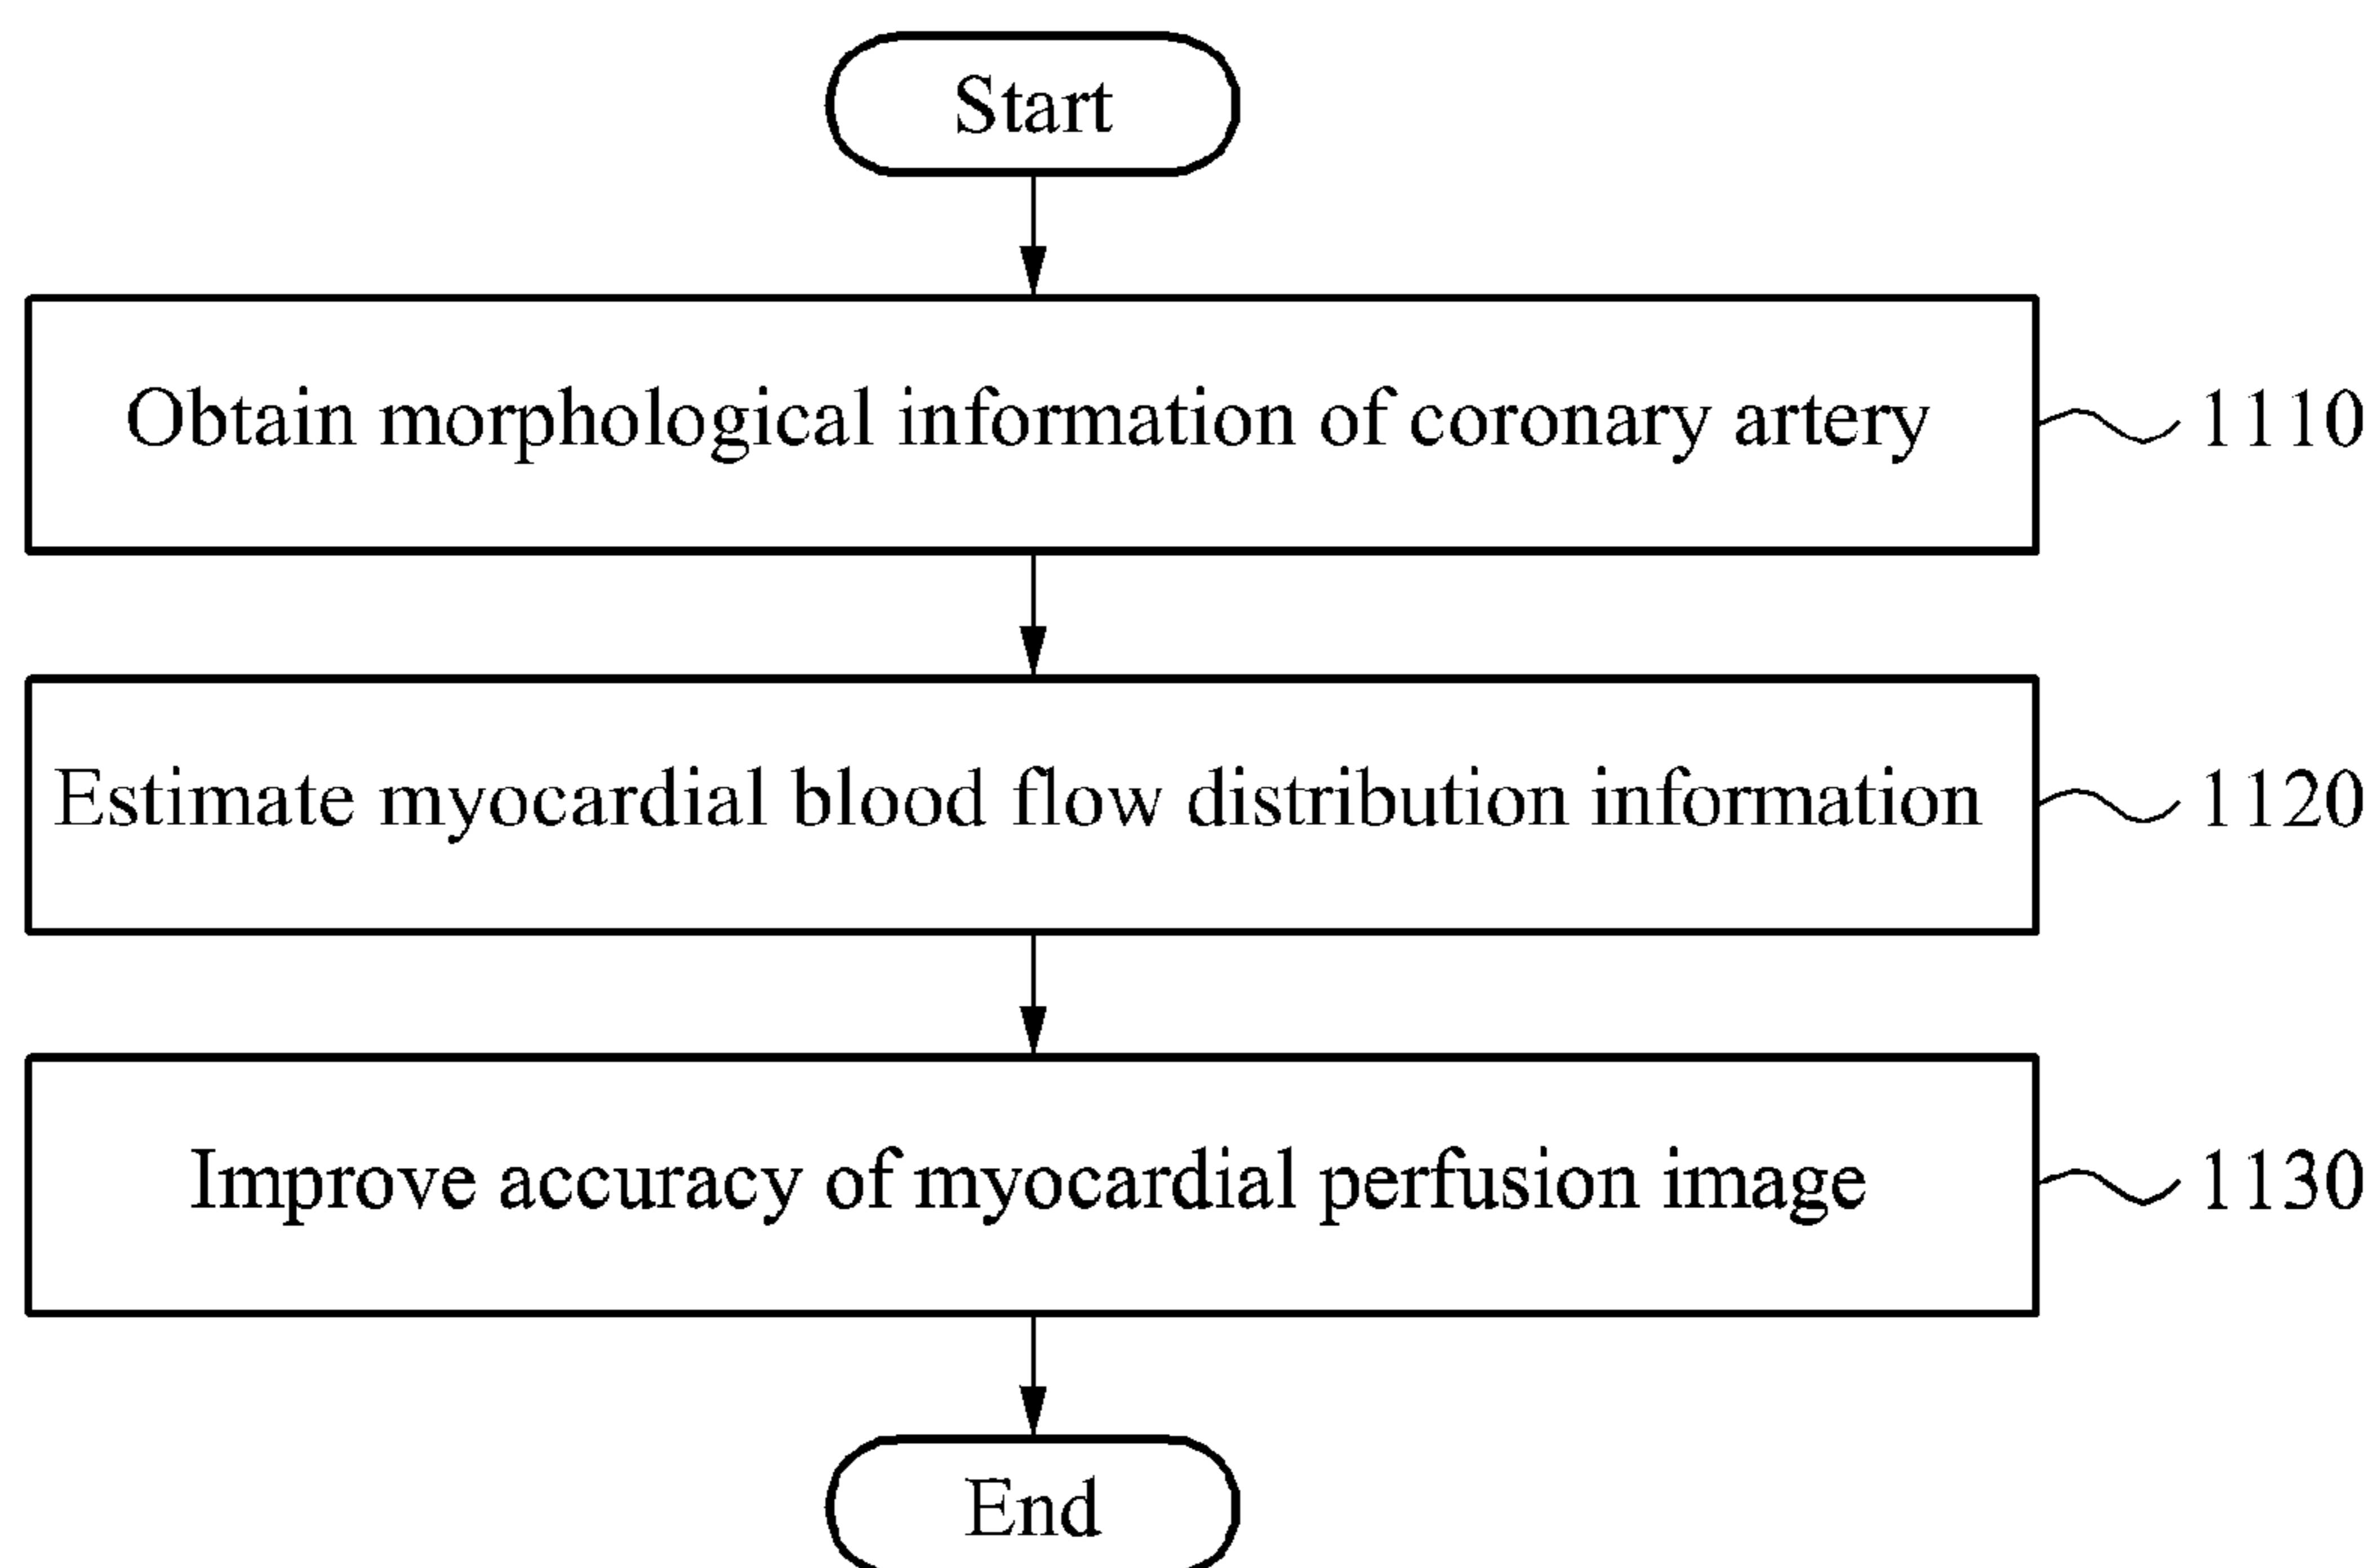 Start
Obtain morphological information of coronary artery 1110
Estimate myocardial blood flow distribution information 1120
Improve accuracy of myocardial perfusion image 1130
End